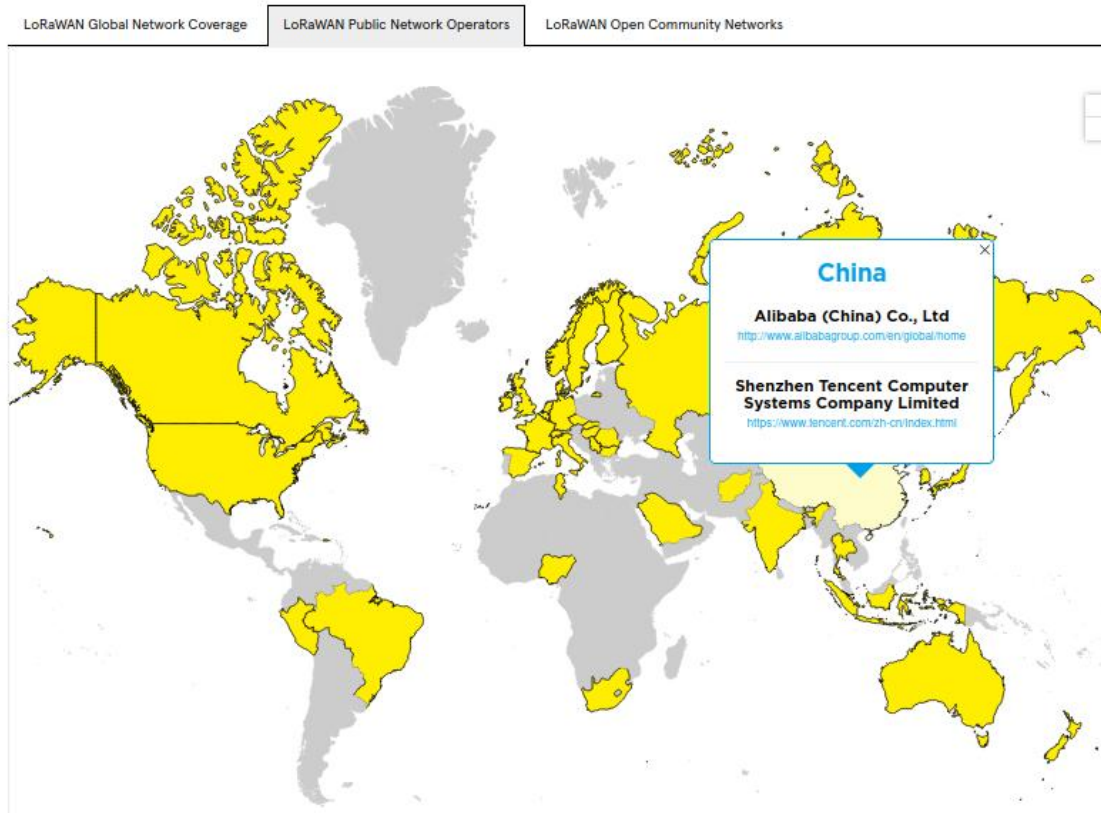 LoRaWAN Global Network Coverage
LoRaWAN Public Network Operators
LoRaWAN Open Community Networks
China
Alibaba (China) Co., Ltd
http://www.alibabagroup.com/en/global/home
Shenzhen Tencent Computer
Systems Company Limited
https://www.tencent.com/zh-cn/index.html